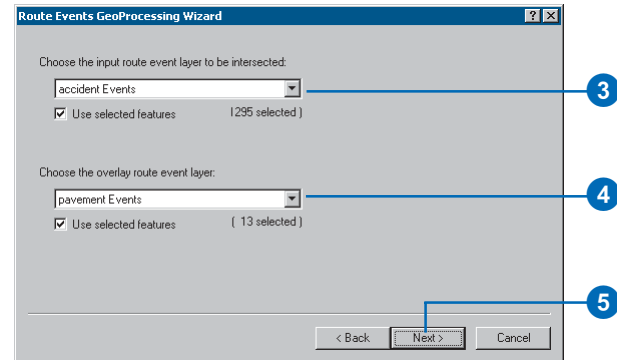 Route Events GeoProcessing Wizard ? ×
Choose the input route event layer to be intersected:
accident Events
3
Use selected features (295 selected )
Choose the overlay route event layer:
pavement Events
4
Use selected features ( 13 selected )
5
< Back Next > Cancel